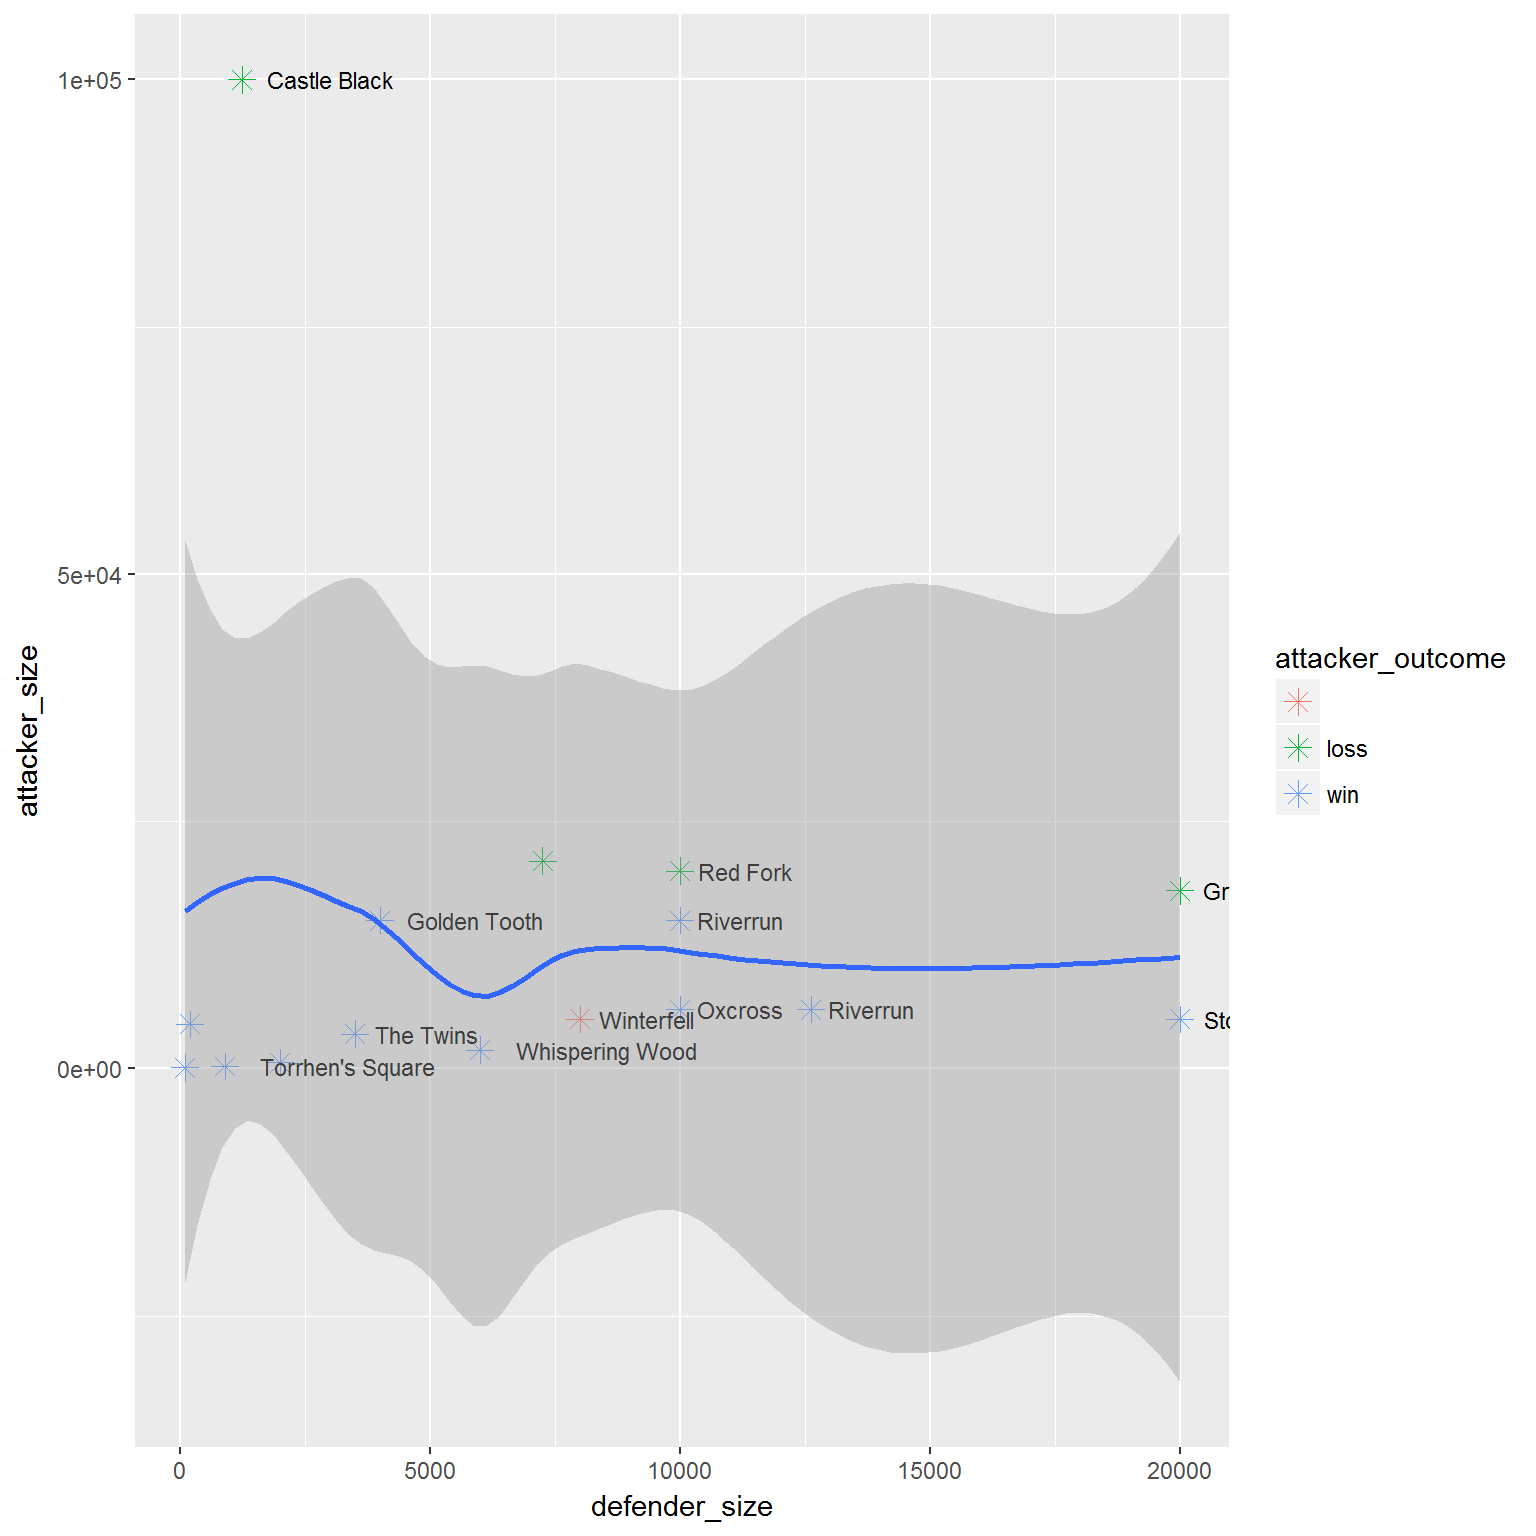 1e+05
Castle Black
5e+04
attacker_size
attacker_outcome
loss
win
Red Fork
Gr
Golden Tooth
Riverrun
Oxcross
Riverrun
Winterfell
Sto
The Twins
Whispering Wood
0e+00
Torrhen's Square
0
5000
10000
15000
20000
defender_size